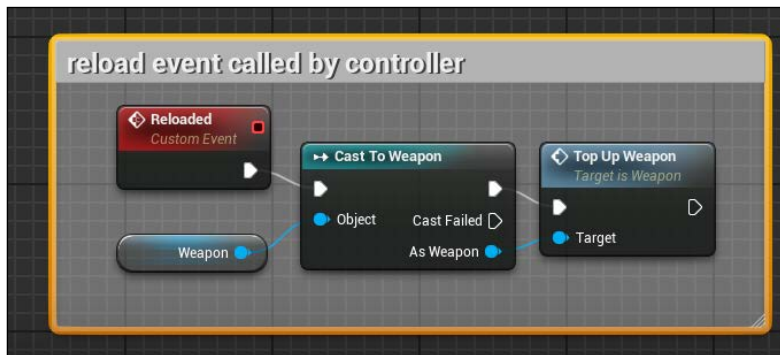 reload event called by controller
Reloaded
Custom Event
Cast To Weapon
Object
Cast Failed
As Weapon
Weapon
Top Up Weapon
Target is Weapon
Target